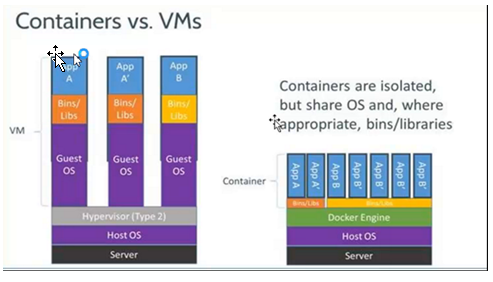 Containers vs. VMs
App A
App A'
App B
Bins/ Libs
Bins/ Libs
Bins/ Libs
VM
Guest OS
Guest OS
Guest OS
Hypervisor (Type 2)
Host OS
Server
Containers are isolated,
but share OS and, where
appropriate, bins/libraries
Container
App A
App A'
App B
App B'
App B'
App B'
App B'
Bins/Libs
Bins/Libs
Docker Engine
Host OS
Server